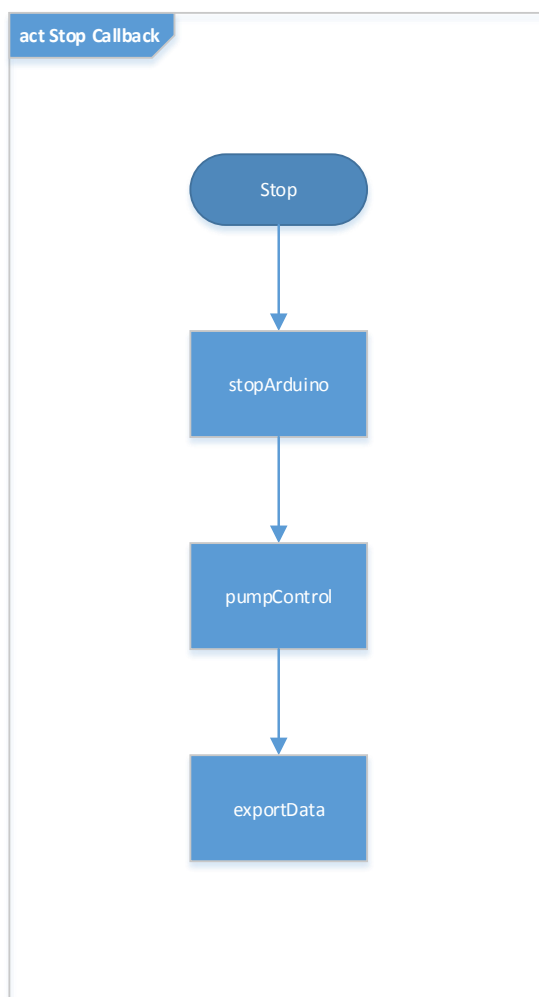 act Stop Callback
Stop
stopArduino
pumpControl
exportData